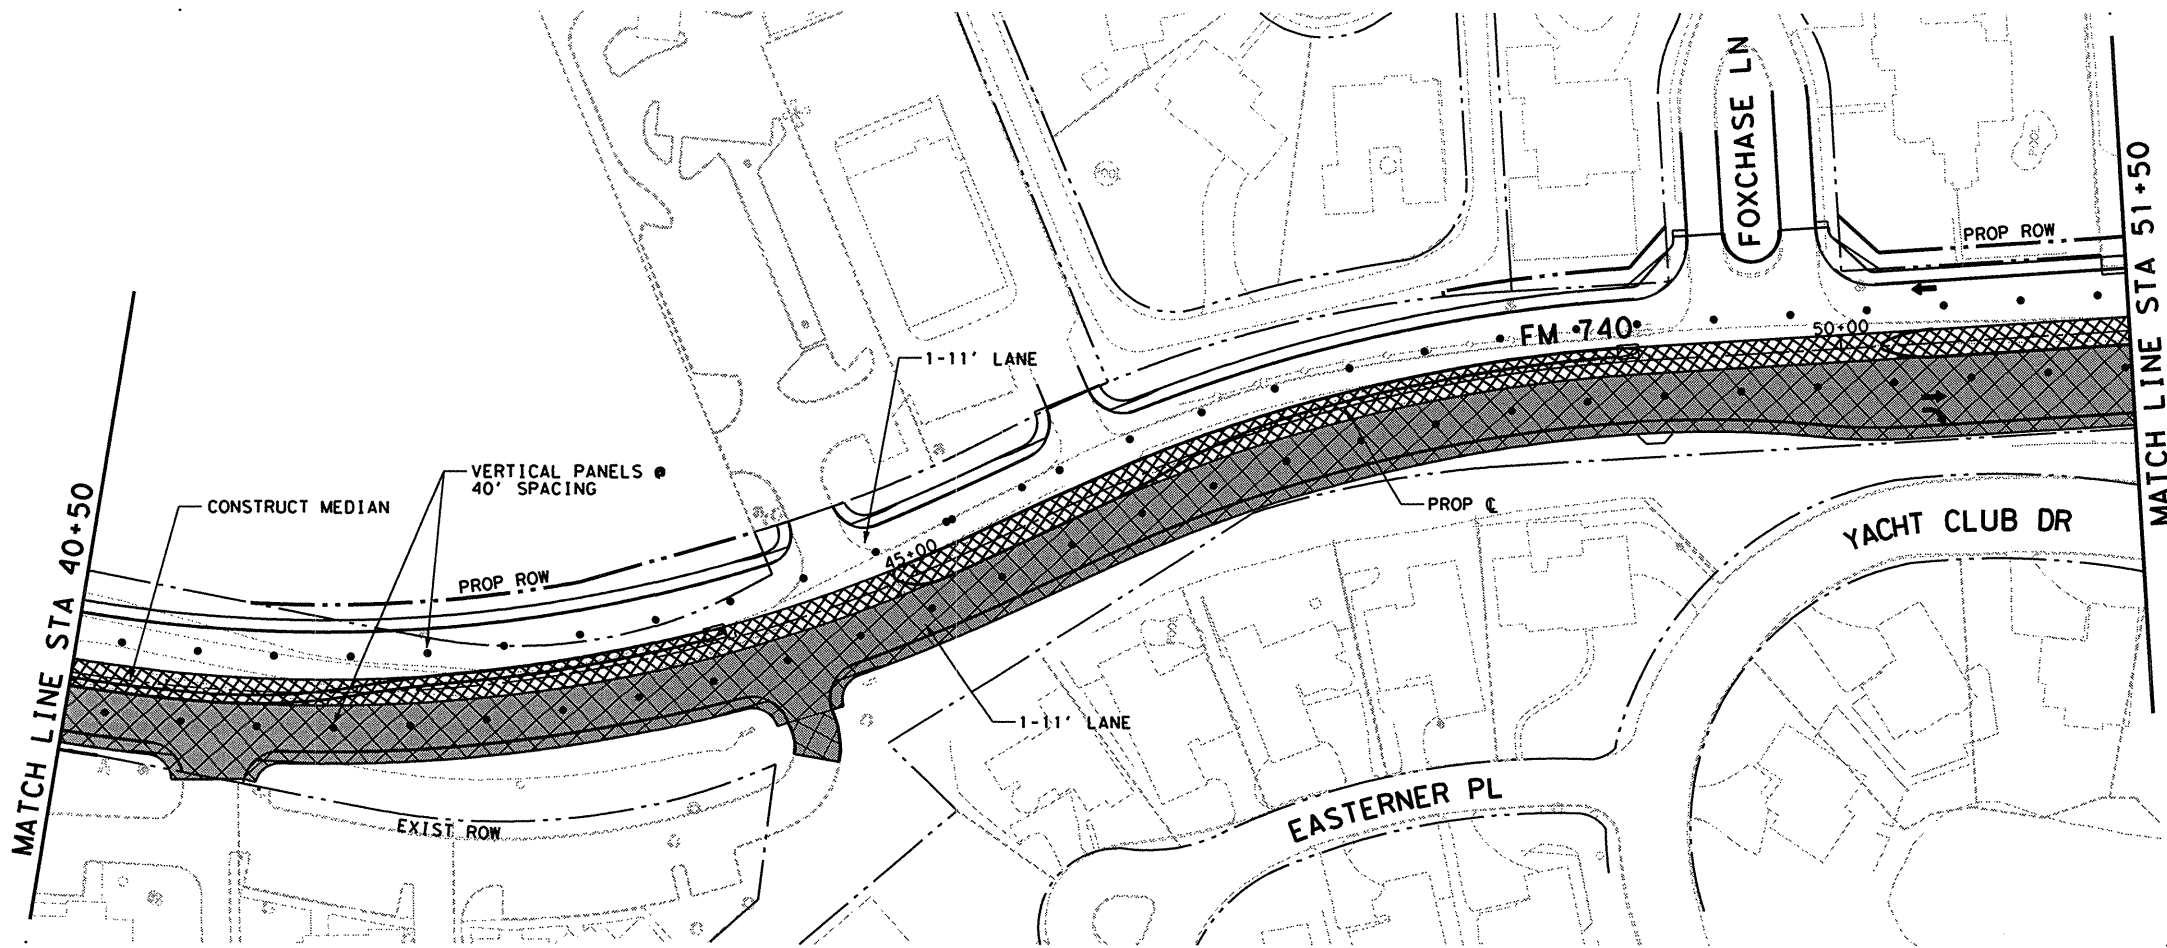 FOXCHASE LN
MATCH LINE STA 51+50
PROP ROW
POOL
FM 740
50+00
1-11' LANE
VERTICAL PANELS @
40' SPACING
CONSTRUCT MEDIAN
PROP ℄
YACHT CLUB DR
45+00
MATCH LINE STA 40+50
PROP ROW
POOL
1-11' LANE
EASTERNER PL
EXIST ROW